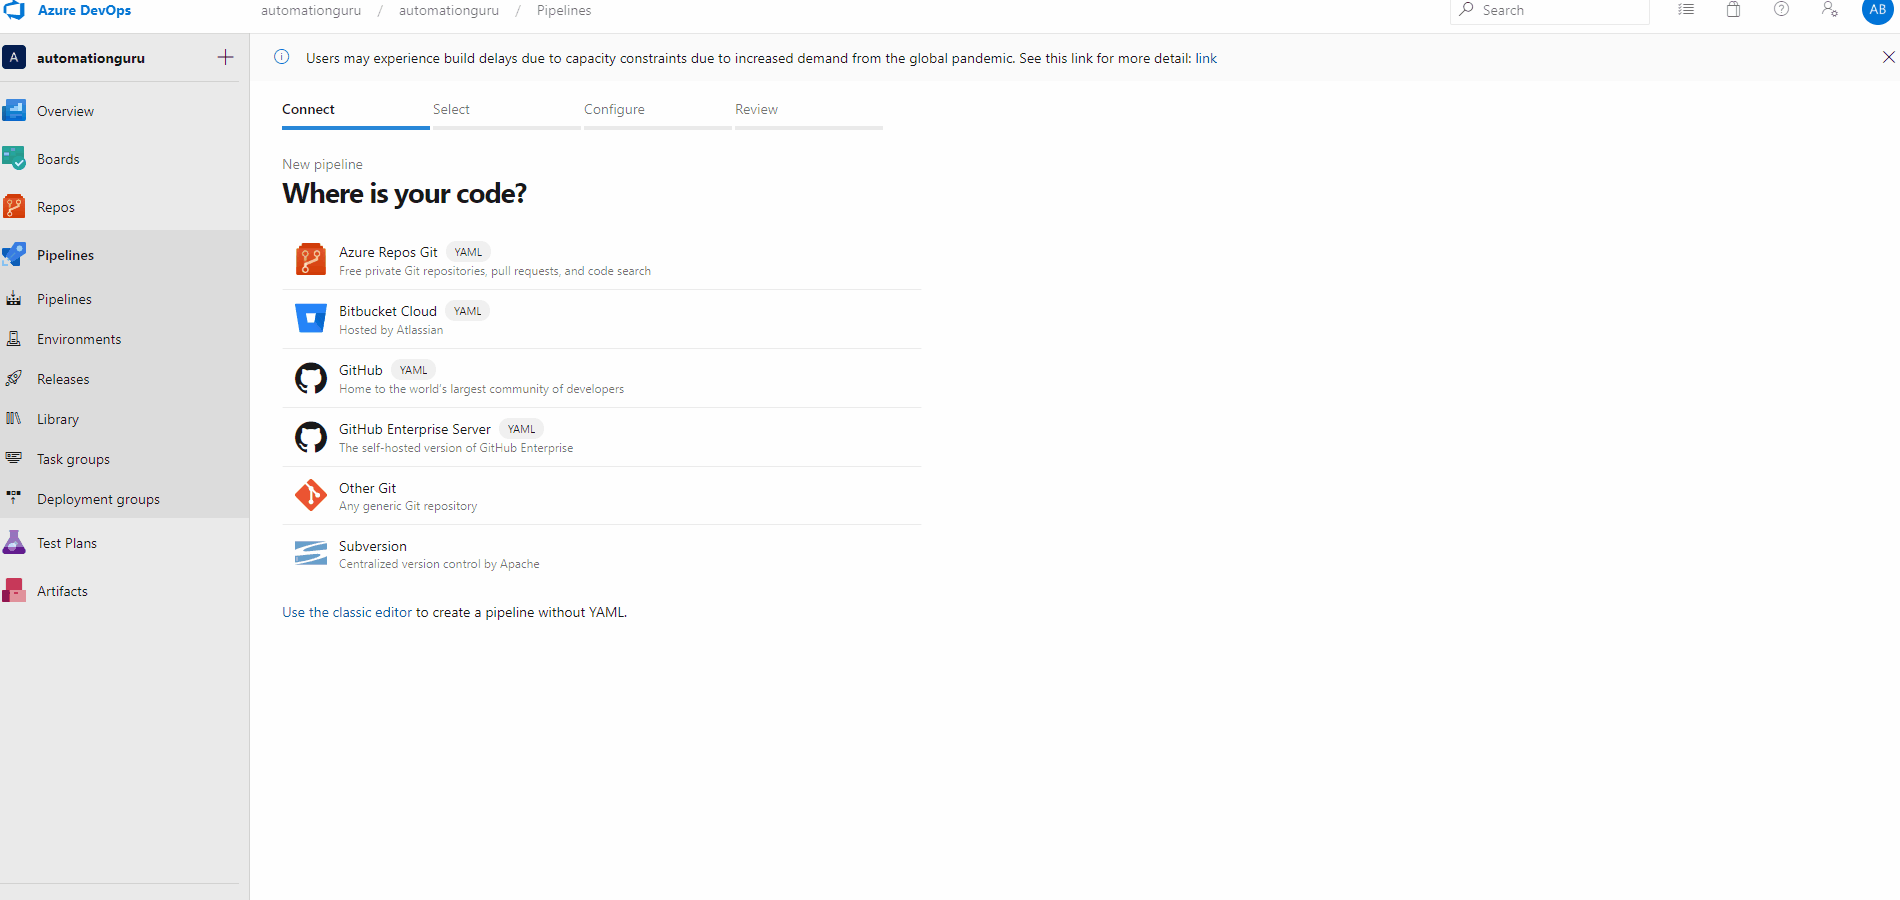 Azure DevOps
automationguru / automationguru / Pipelines
Search
AB
A automationguru
Users may experience build delays due to capacity constraints due to increased demand from the global pandemic. See this link for more detail: link
Overview
Boards
Repos
Pipelines
Pipelines
Environments
Releases
Library
Task groups
Deployment groups
Test Plans
Artifacts
Connect Select Configure Review
New pipeline
Where is your code?
Azure Repos Git YAML
Free private Git repositories, pull requests, and code search
Bitbucket Cloud YAML
Hosted by Atlassian
GitHub YAML
Home to the world's largest community of developers
GitHub Enterprise Server YAML
The self-hosted version of GitHub Enterprise
Other Git
Any generic Git repository
Subversion
Centralized version control by Apache
Use the classic editor to create a pipeline without YAML.